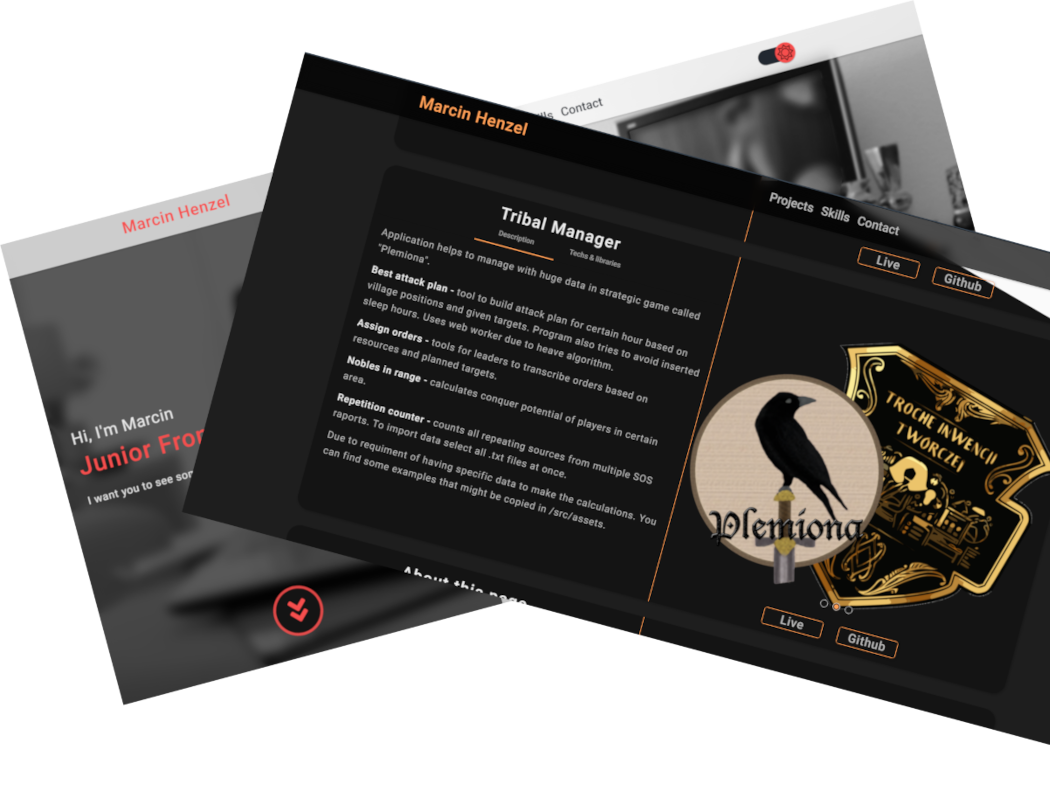 Marcin Henzel
Contact
Marcin Henzel
Hi, I'm Marcin
Junior
I want you to see
Marcin Henzel
Projects Skills Contact
Live Github
Tribal Manager
Description Techs & libraries
Application helps to manage with huge data in strategic game called
"Plemiona".
Best attack plan - tool to build attack plan for certain hour based on
village positions and given targets. Program also tries to avoid inserted
sleep hours. Uses web worker due to heave algorithm.
Assign orders - tools for leaders to transcribe orders based on
resources and planned targets.
Nobles in range - calculates conquer potential of players in certain
area.
Repetition counter - counts all repeating sources from multiple SOS
raports. To import data select all .txt files at once.
Due to requiment of having specific data to make the calculations. You
can find some examples that might be copied in /src/assets.
Plemiona
TROCHE INWENCJI
TWORCZEJ
Live Github
About this page